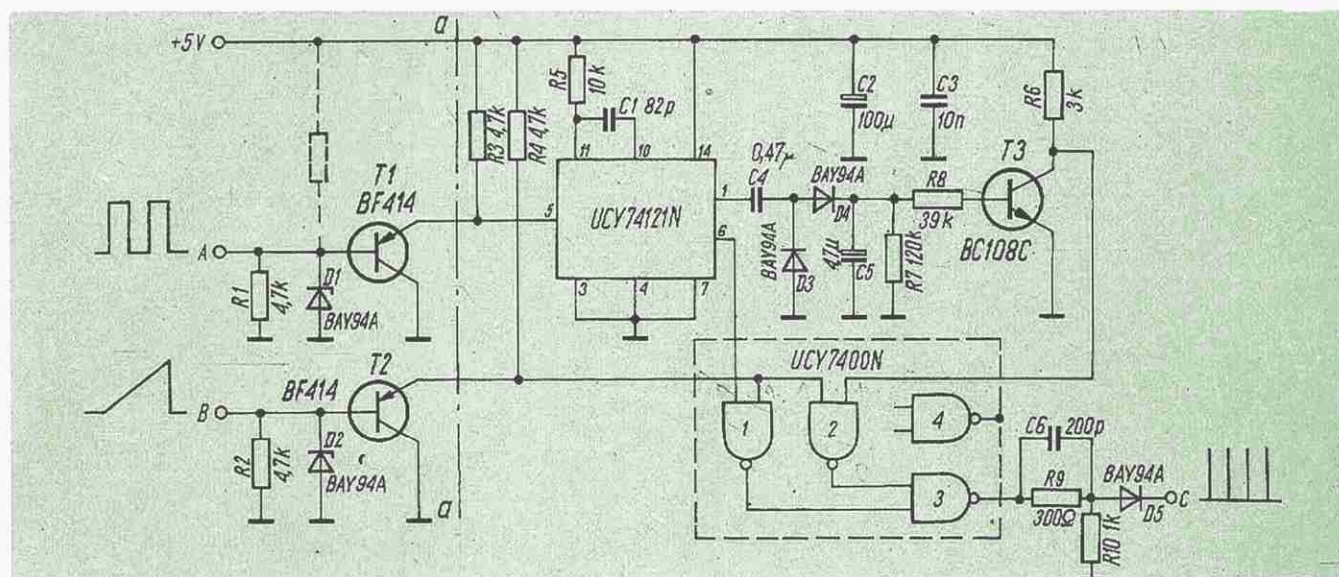 +5V
a
R5
10k
C1 82p
R3 4,7k
R4 4,7k
11
10
14
C2
100µ
C3
10n
R6
3k
T1
BF414
A
R1
4,7k
D1
BAY94A
5
UCY74121N
1
6
3
4
7
0,47µ
C4
BAY94A
D4
BAY94A
D3
47µ
C5
R7 120k
R8
39k
T3
BC108C
T2
BF414
B
R2
4,7k
D2
BAY94A
a
UCY7400N
1
2
4
3
C6
200p
R9
300Ω
BAY94A
D5
C
R10 1k